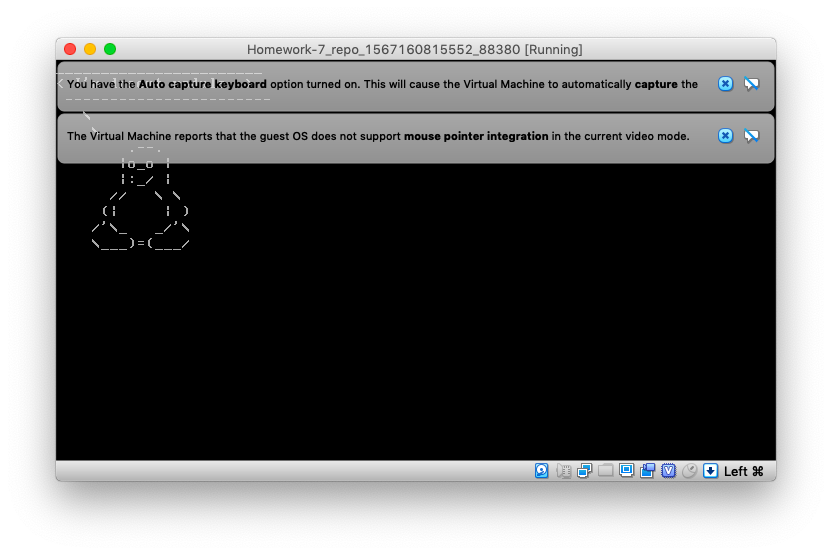 Homework-7_repo_1567160815552_88380 [Running]
You have the Auto capture keyboard option turned on. This will cause the Virtual Machine to automatically capture the
The Virtual Machine reports that the guest OS does not support mouse pointer integration in the current video mode.
Left ⌘